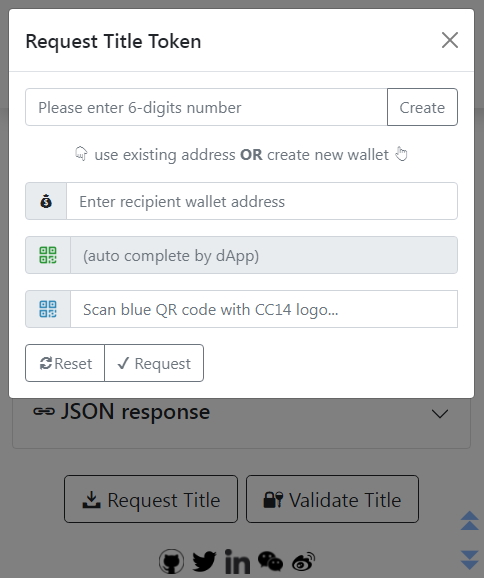 Request Title Token
Please enter 6-digits number
Create
use existing address OR create new wallet
Enter recipient wallet address
(auto complete by dApp)
Scan blue QR code with CC14 logo...
Reset
Request
JSON response
Request Title
Validate Title